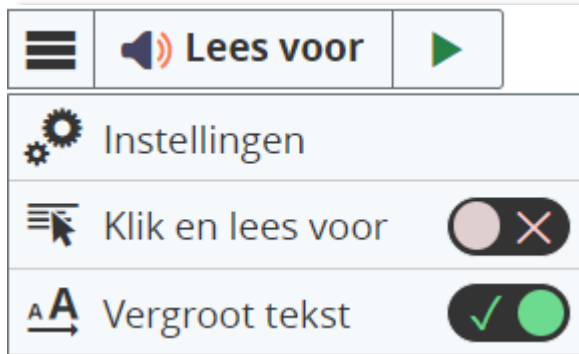 Lees voor
Instellingen
Klik en lees voor
Vergroot tekst